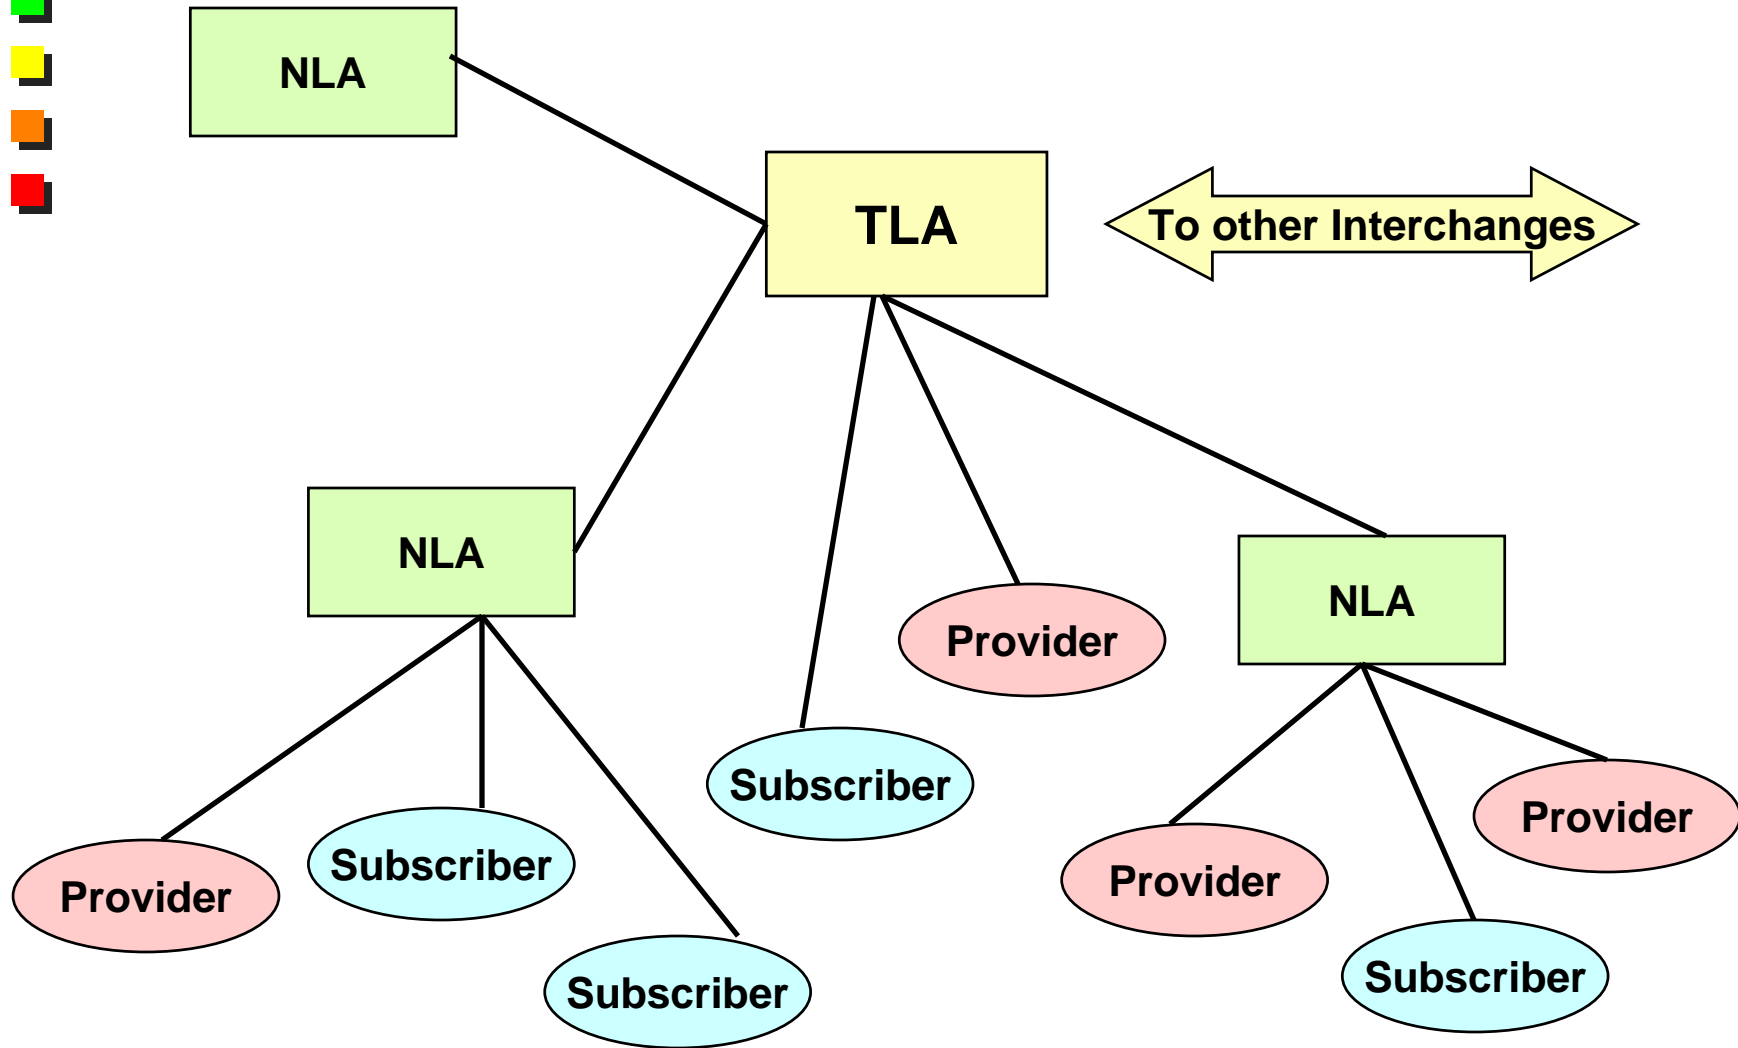 NLA
TLA
To other Interchanges
NLA
NLA
Provider
Subscriber
Provider
Subscriber
Provider
Provider
Subscriber
Subscriber